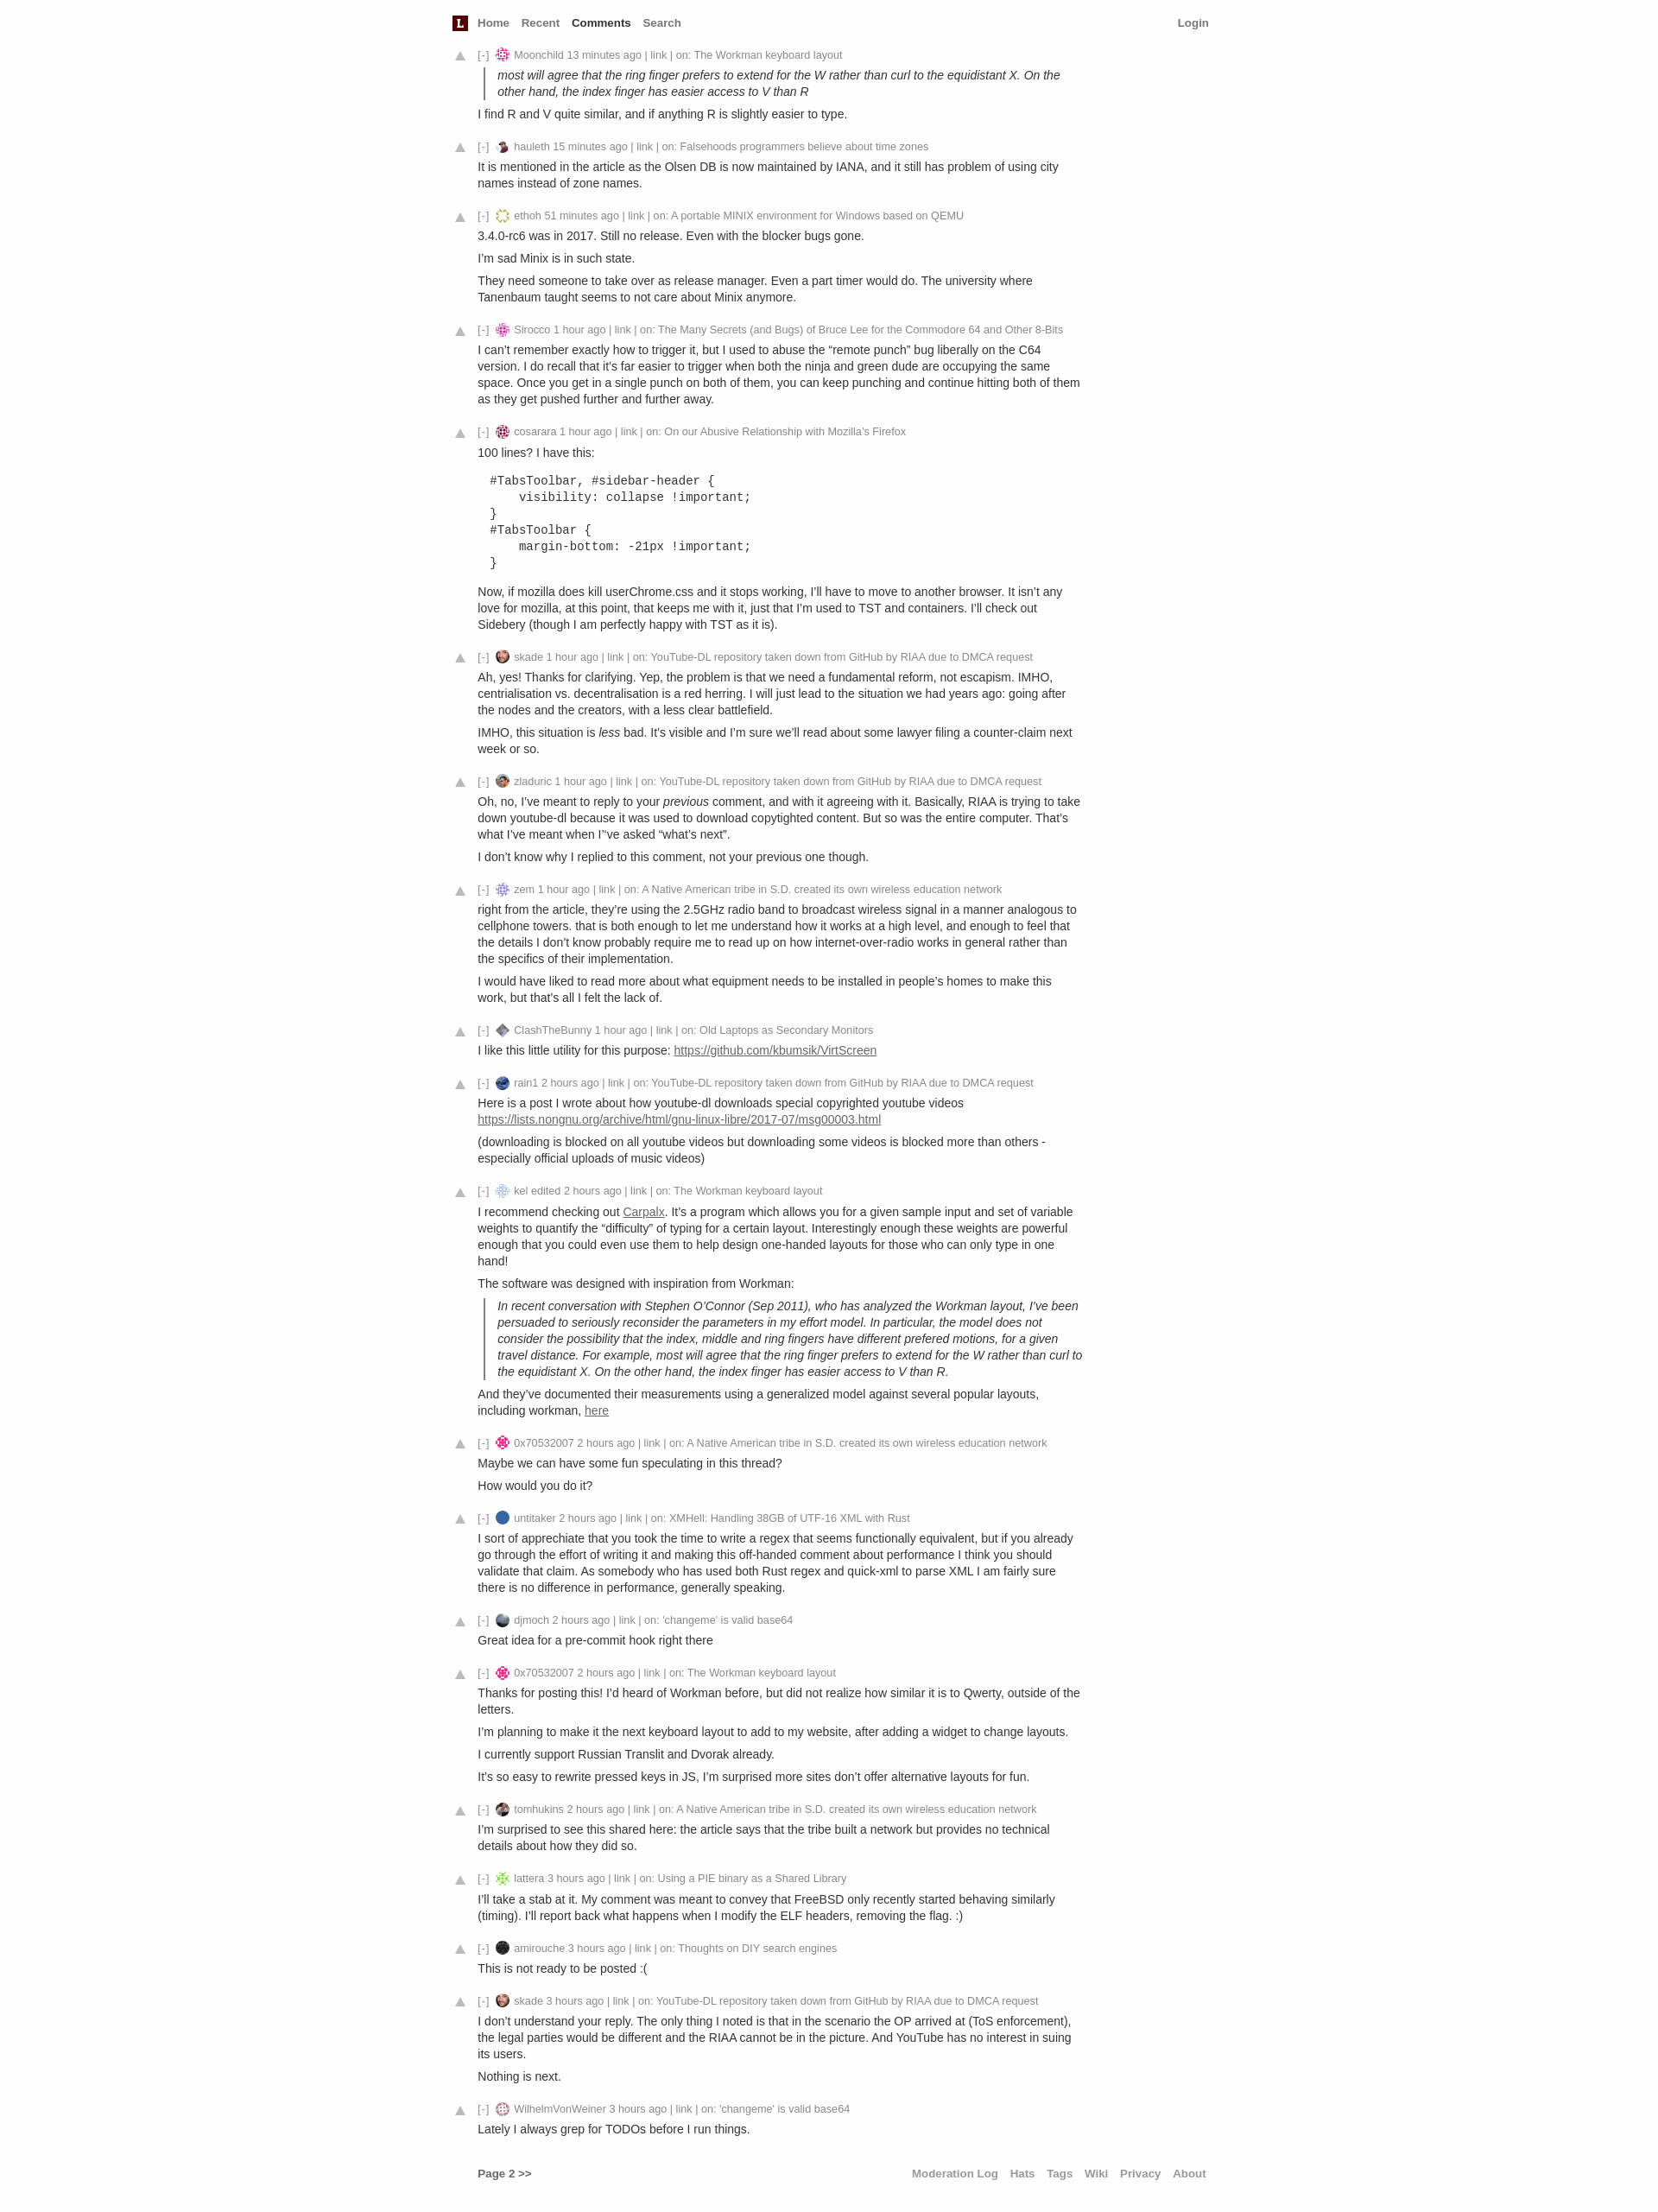 L Home Recent Comments Search Login
[-] Moonchild 13 minutes ago | link | on: The Workman keyboard layout
most will agree that the ring finger prefers to extend for the W rather than curl to the equidistant X. On the
other hand, the index finger has easier access to V than R
I find R and V quite similar, and if anything R is slightly easier to type.
[-] hauleth 15 minutes ago | link | on: Falsehoods programmers believe about time zones
It is mentioned in the article as the Olsen DB is now maintained by IANA, and it still has problem of using city
names instead of zone names.
[-] ethoh 51 minutes ago | link | on: A portable MINIX environment for Windows based on QEMU
3.4.0-rc6 was in 2017. Still no release. Even with the blocker bugs gone.
I’m sad Minix is in such state.
They need someone to take over as release manager. Even a part timer would do. The university where
Tanenbaum taught seems to not care about Minix anymore.
[-] Sirocco 1 hour ago | link | on: The Many Secrets (and Bugs) of Bruce Lee for the Commodore 64 and Other 8-Bits
I can’t remember exactly how to trigger it, but I used to abuse the “remote punch” bug liberally on the C64
version. I do recall that it’s far easier to trigger when both the ninja and green dude are occupying the same
space. Once you get in a single punch on both of them, you can keep punching and continue hitting both of them
as they get pushed further and further away.
[-] cosarara 1 hour ago | link | on: On our Abusive Relationship with Mozilla’s Firefox
100 lines? I have this:
#TabsToolbar, #sidebar-header {
    visibility: collapse !important;
}
#TabsToolbar {
    margin-bottom: -21px !important;
}
Now, if mozilla does kill userChrome.css and it stops working, I’ll have to move to another browser. It isn’t any
love for mozilla, at this point, that keeps me with it, just that I’m used to TST and containers. I’ll check out
Sidebery (though I am perfectly happy with TST as it is).
[-] skade 1 hour ago | link | on: YouTube-DL repository taken down from GitHub by RIAA due to DMCA request
Ah, yes! Thanks for clarifying. Yep, the problem is that we need a fundamental reform, not escapism. IMHO,
centrialisation vs. decentralisation is a red herring. I will just lead to the situation we had years ago: going after
the nodes and the creators, with a less clear battlefield.
IMHO, this situation is less bad. It’s visible and I’m sure we’ll read about some lawyer filing a counter-claim next
week or so.
[-] zladuric 1 hour ago | link | on: YouTube-DL repository taken down from GitHub by RIAA due to DMCA request
Oh, no, I’ve meant to reply to your previous comment, and with it agreeing with it. Basically, RIAA is trying to take
down youtube-dl because it was used to download copytighted content. But so was the entire computer. That’s
what I’ve meant when I’'ve asked “what’s next”.
I don’t know why I replied to this comment, not your previous one though.
[-] zem 1 hour ago | link | on: A Native American tribe in S.D. created its own wireless education network
right from the article, they’re using the 2.5GHz radio band to broadcast wireless signal in a manner analogous to
cellphone towers. that is both enough to let me understand how it works at a high level, and enough to feel that
the details I don’t know probably require me to read up on how internet-over-radio works in general rather than
the specifics of their implementation.
I would have liked to read more about what equipment needs to be installed in people’s homes to make this
work, but that’s all I felt the lack of.
[-] ClashTheBunny 1 hour ago | link | on: Old Laptops as Secondary Monitors
I like this little utility for this purpose: https://github.com/kbumsik/VirtScreen
[-] rain1 2 hours ago | link | on: YouTube-DL repository taken down from GitHub by RIAA due to DMCA request
Here is a post I wrote about how youtube-dl downloads special copyrighted youtube videos
https://lists.nongnu.org/archive/html/gnu-linux-libre/2017-07/msg00003.html
(downloading is blocked on all youtube videos but downloading some videos is blocked more than others -
especially official uploads of music videos)
[-] kel edited 2 hours ago | link | on: The Workman keyboard layout
I recommend checking out Carpalx. It’s a program which allows you for a given sample input and set of variable
weights to quantify the “difficulty” of typing for a certain layout. Interestingly enough these weights are powerful
enough that you could even use them to help design one-handed layouts for those who can only type in one
hand!
The software was designed with inspiration from Workman:
In recent conversation with Stephen O’Connor (Sep 2011), who has analyzed the Workman layout, I’ve been
persuaded to seriously reconsider the parameters in my effort model. In particular, the model does not
consider the possibility that the index, middle and ring fingers have different prefered motions, for a given
travel distance. For example, most will agree that the ring finger prefers to extend for the W rather than curl to
the equidistant X. On the other hand, the index finger has easier access to V than R.
And they’ve documented their measurements using a generalized model against several popular layouts,
including workman, here
[-] 0x70532007 2 hours ago | link | on: A Native American tribe in S.D. created its own wireless education network
Maybe we can have some fun speculating in this thread?
How would you do it?
[-] untitaker 2 hours ago | link | on: XMHell: Handling 38GB of UTF-16 XML with Rust
I sort of apprechiate that you took the time to write a regex that seems functionally equivalent, but if you already
go through the effort of writing it and making this off-handed comment about performance I think you should
validate that claim. As somebody who has used both Rust regex and quick-xml to parse XML I am fairly sure
there is no difference in performance, generally speaking.
[-] djmoch 2 hours ago | link | on: 'changeme' is valid base64
Great idea for a pre-commit hook right there
[-] 0x70532007 2 hours ago | link | on: The Workman keyboard layout
Thanks for posting this! I’d heard of Workman before, but did not realize how similar it is to Qwerty, outside of the
letters.
I’m planning to make it the next keyboard layout to add to my website, after adding a widget to change layouts.
I currently support Russian Translit and Dvorak already.
It’s so easy to rewrite pressed keys in JS, I’m surprised more sites don’t offer alternative layouts for fun.
[-] tomhukins 2 hours ago | link | on: A Native American tribe in S.D. created its own wireless education network
I’m surprised to see this shared here: the article says that the tribe built a network but provides no technical
details about how they did so.
[-] lattera 3 hours ago | link | on: Using a PIE binary as a Shared Library
I’ll take a stab at it. My comment was meant to convey that FreeBSD only recently started behaving similarly
(timing). I’ll report back what happens when I modify the ELF headers, removing the flag. :)
[-] amirouche 3 hours ago | link | on: Thoughts on DIY search engines
This is not ready to be posted :(
[-] skade 3 hours ago | link | on: YouTube-DL repository taken down from GitHub by RIAA due to DMCA request
I don’t understand your reply. The only thing I noted is that in the scenario the OP arrived at (ToS enforcement),
the legal parties would be different and the RIAA cannot be in the picture. And YouTube has no interest in suing
its users.
Nothing is next.
[-] WilhelmVonWeiner 3 hours ago | link | on: 'changeme' is valid base64
Lately I always grep for TODOs before I run things.
Page 2 >> Moderation Log Hats Tags Wiki Privacy About